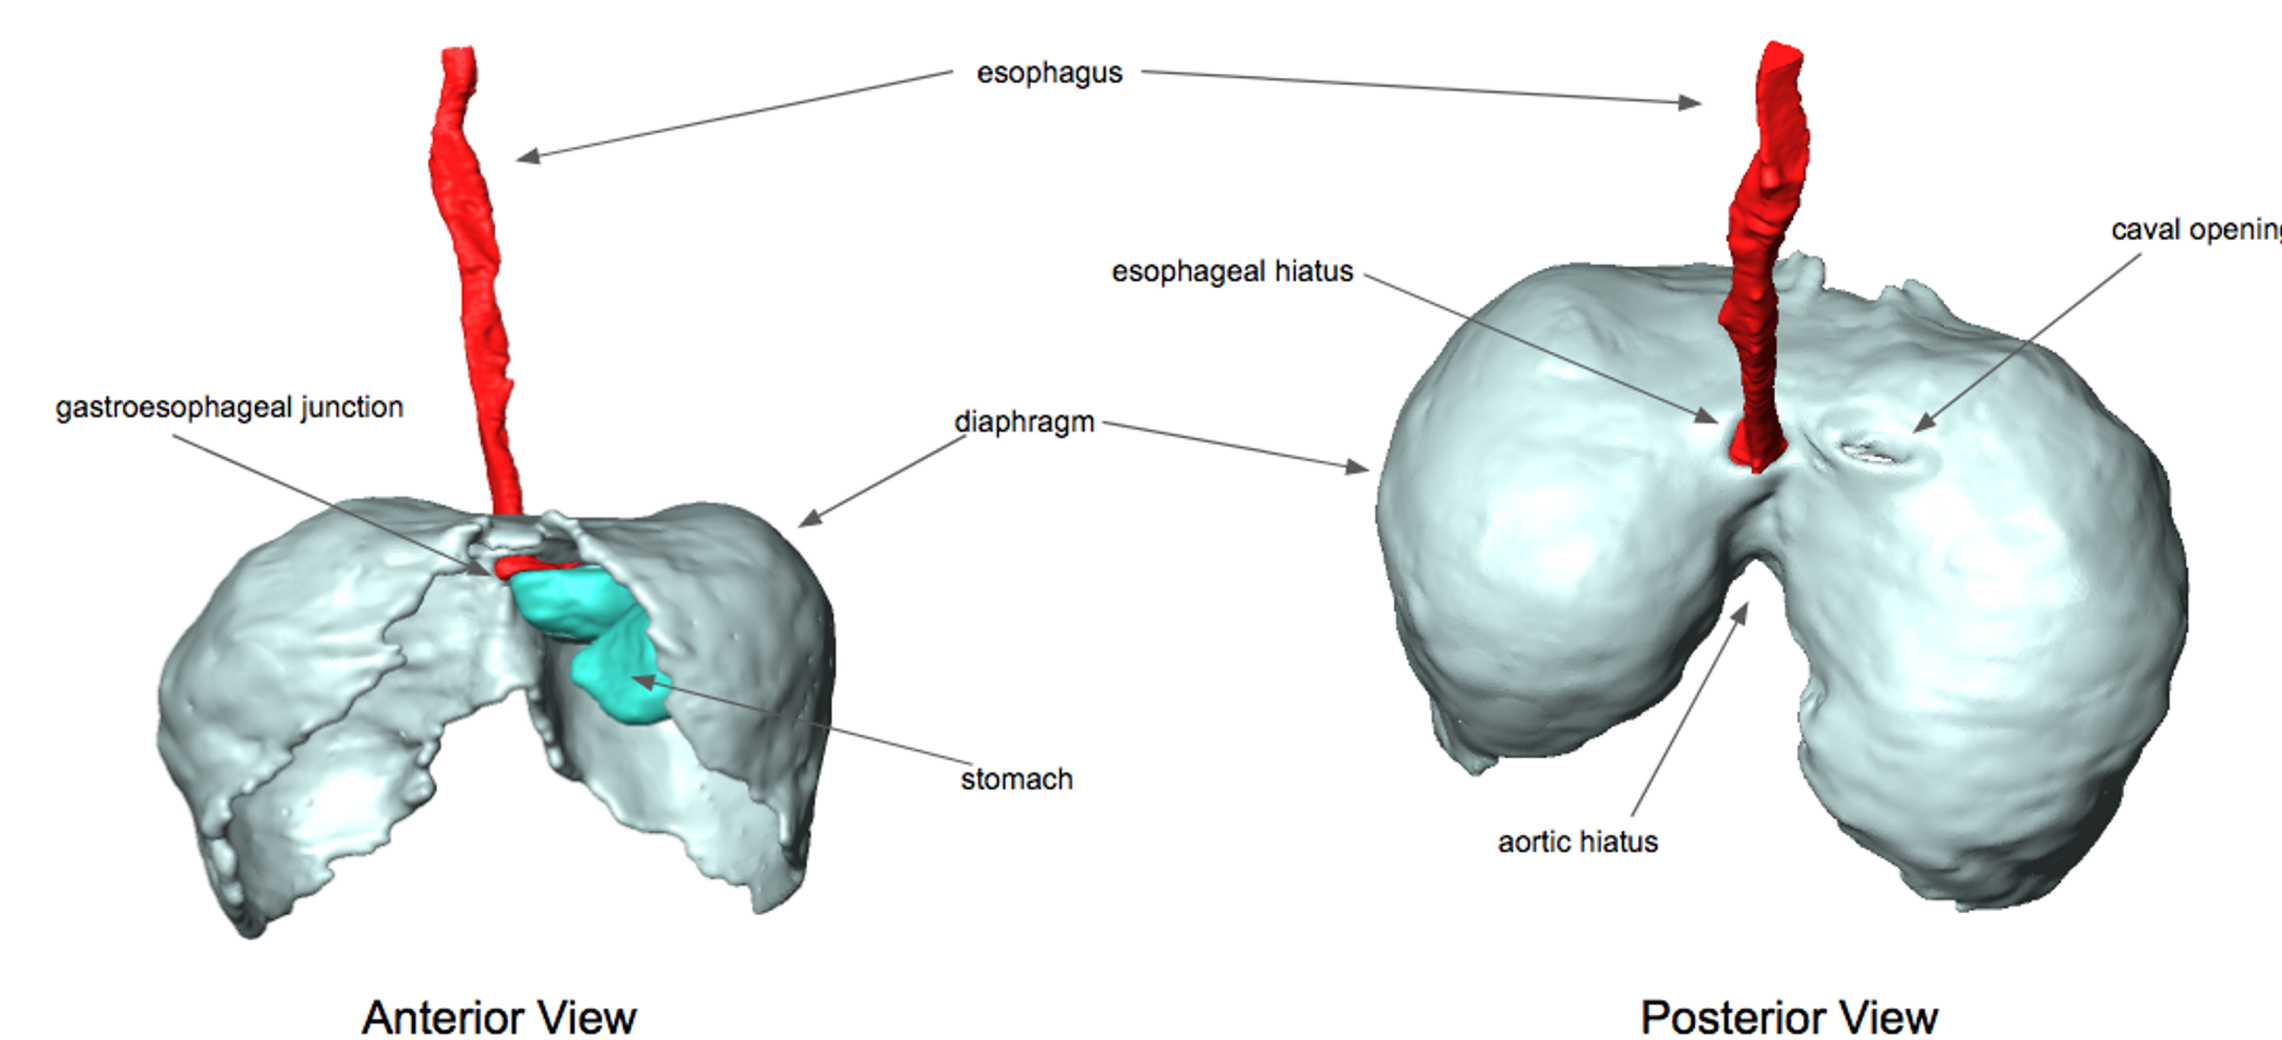 esophagus
caval opening
esophageal hiatus
gastroesophageal junction
diaphragm
stomach
aortic hiatus
Anterior View
Posterior View